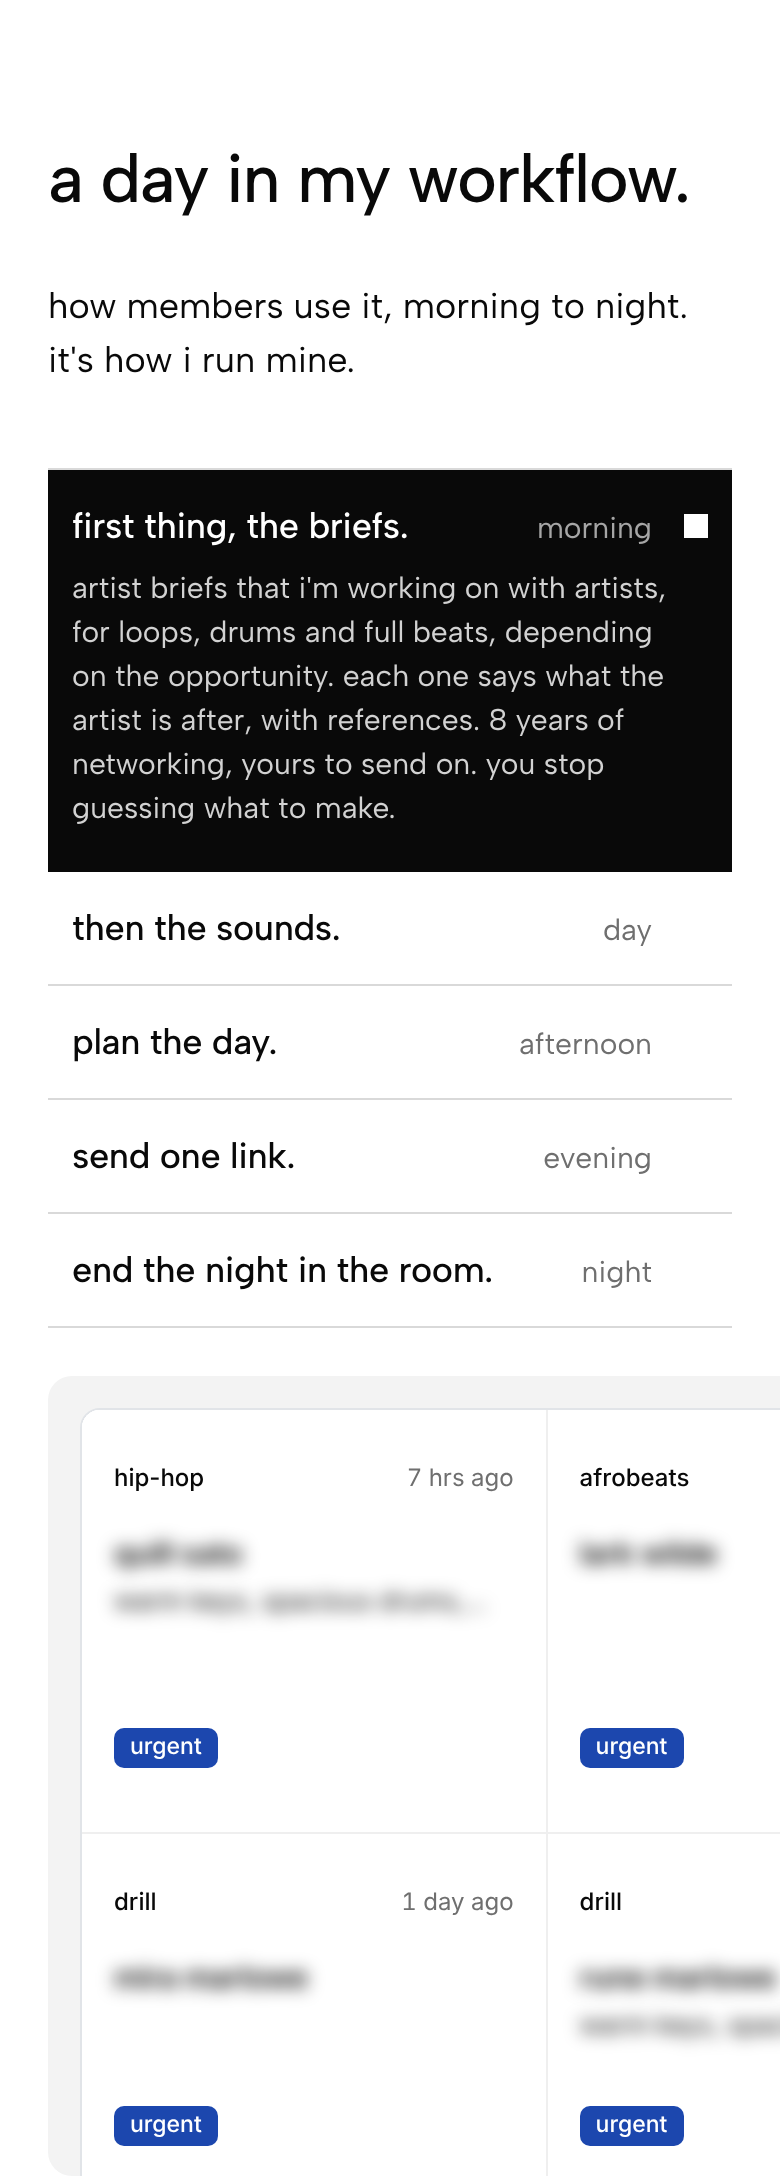 a day in my workflow.
how members use it, morning to night.
it's how i run mine.
first thing, the briefs.
morning
artist briefs that i'm working on with artists,
for loops, drums and full beats, depending
on the opportunity. each one says what the
artist is after, with references. 8 years of
networking, yours to send on. you stop
guessing what to make.
then the sounds.
day
plan the day.
afternoon
send one link.
evening
end the night in the room.
night
hip-hop
7 hrs ago
afrobeats
urgent
urgent
drill
1 day ago
drill
urgent
urgent